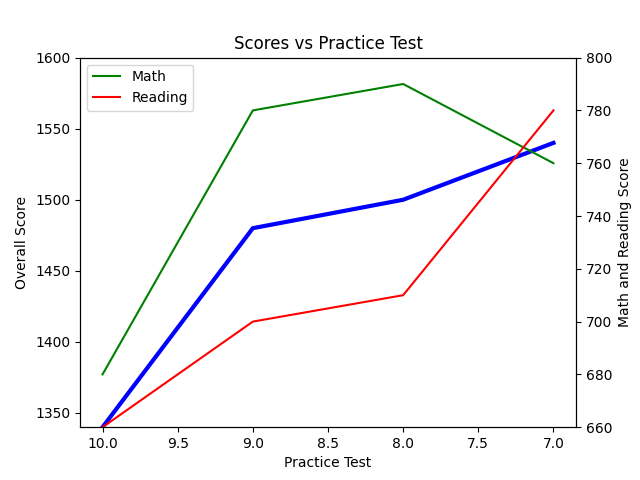 Scores vs Practice Test
1600
1550
1500
1450
1400
1350
Overall Score
Math
Reading
800
780
760
740
720
700
680
660
Math and Reading Score
10.0 9.5 9.0 8.5 8.0 7.5 7.0
Practice Test